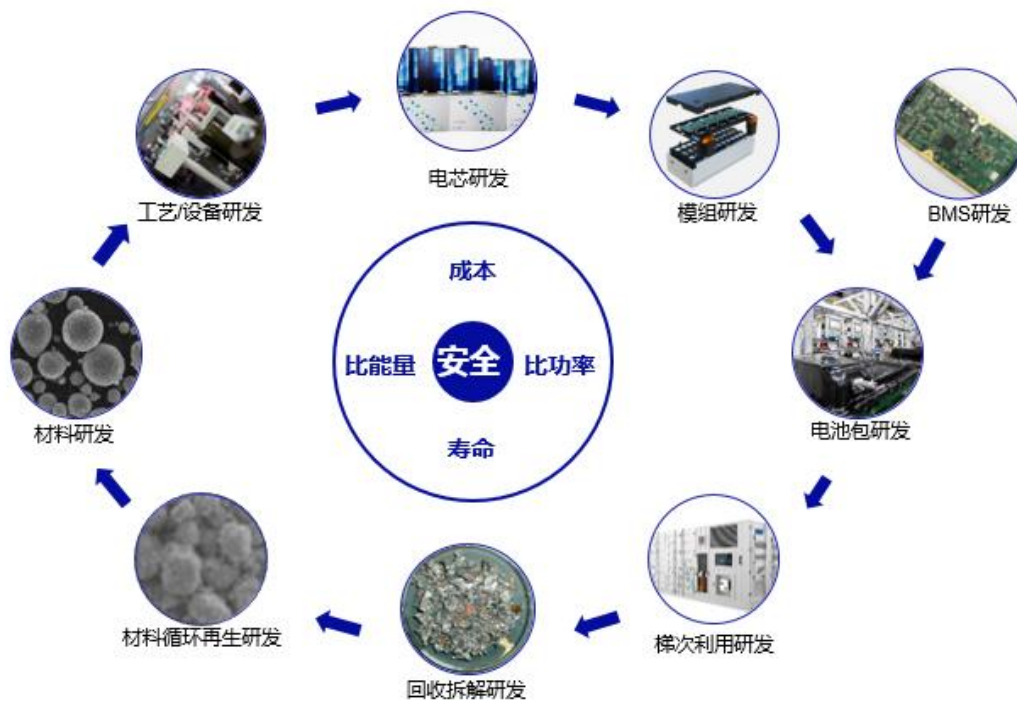 电芯研发
工艺/设备研发
模组研发
BMS研发
成本
比能量
安全
比功率
寿命
材料研发
电池包研发
材料循环再生研发
梯次利用研发
回收拆解研发